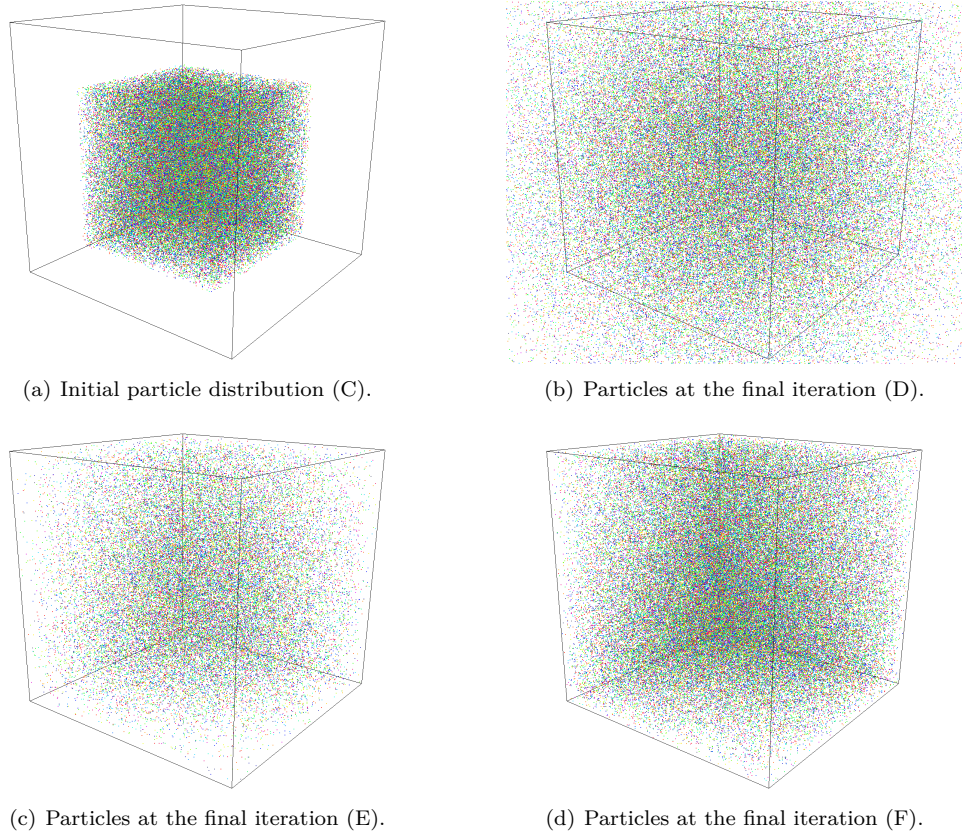 (a) Initial particle distribution (C).
(b) Particles at the final iteration (D).
(c) Particles at the final iteration (E).
(d) Particles at the final iteration (F).